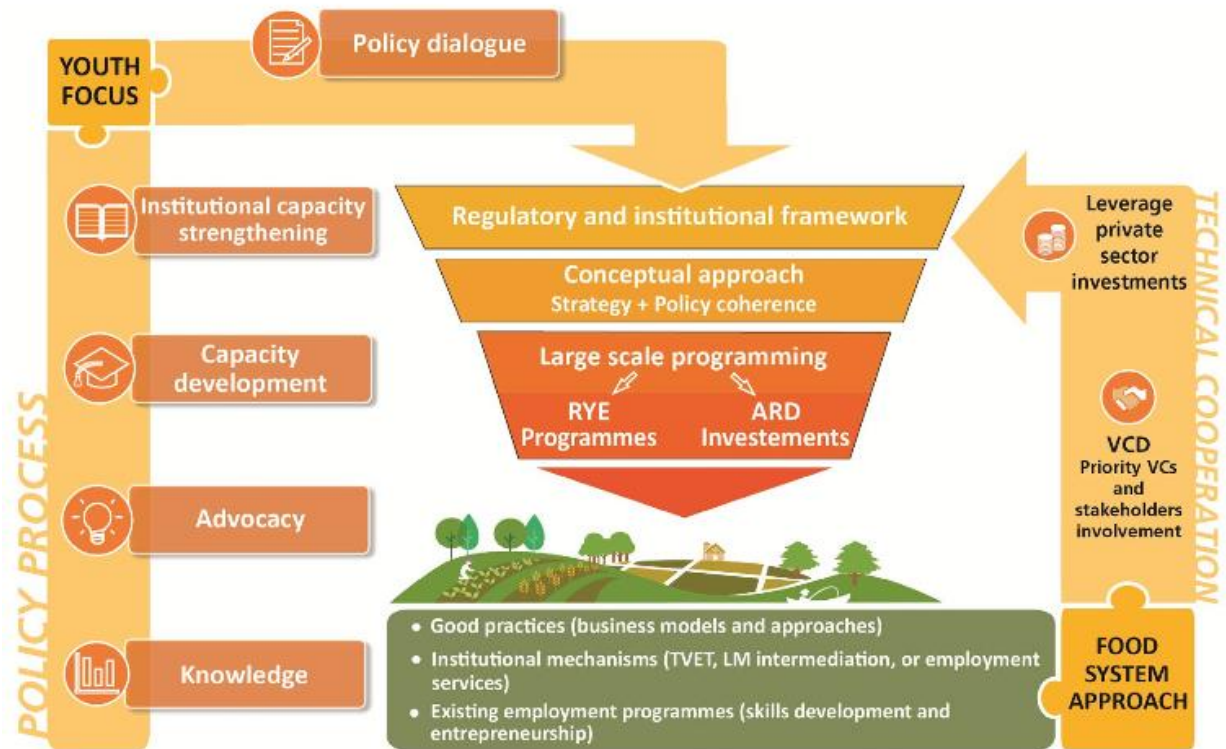 Policy dialogue
YOUTH
FOCUS
Institutional capacity
strengthening
Capacity
development
Advocacy
Knowledge
POLICY PROCESS
Regulatory and institutional framework
Conceptual approach
Strategy + Policy coherence
Large scale programming
RYE
Programmes
ARD
Investements
• Good practices (business models and approaches)
• Institutional mechanisms (TVET, LM intermediation, or employment
services)
• Existing employment programmes (skills development and
entrepreneurship)
Leverage
private
sector
investments
VCD
Priority VCs
and
stakeholders
involvement
TECHNICAL COOPERATION
FOOD
SYSTEM
APPROACH